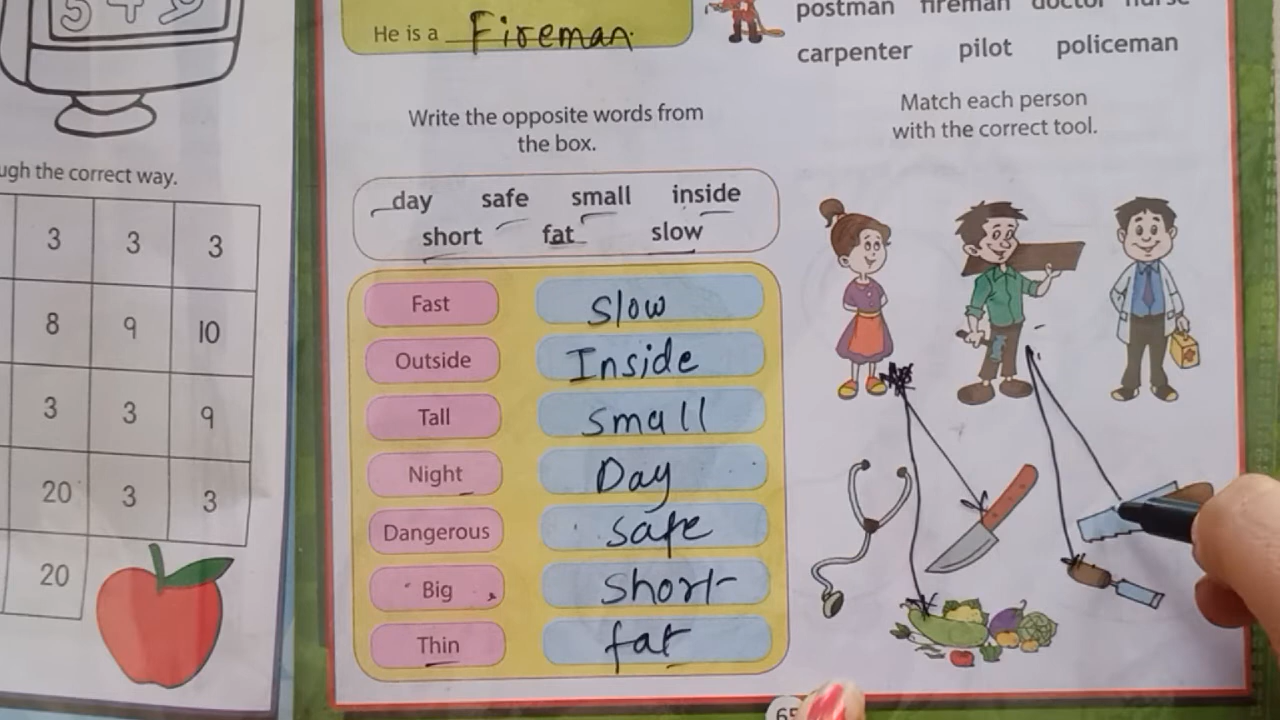 5 4 9
He is a Fireman.
postman fireman doctor nurse
carpenter pilot policeman
ugh the correct way.
3 3 3
8 9 10
3 3 9
20 3 3
20
Write the opposite words from
the box.
day safe small inside
short fat slow
Fast Slow
Outside Inside
Tall Small
Night Day
Dangerous safe
Big Short
Thin fat
Match each person
with the correct tool.